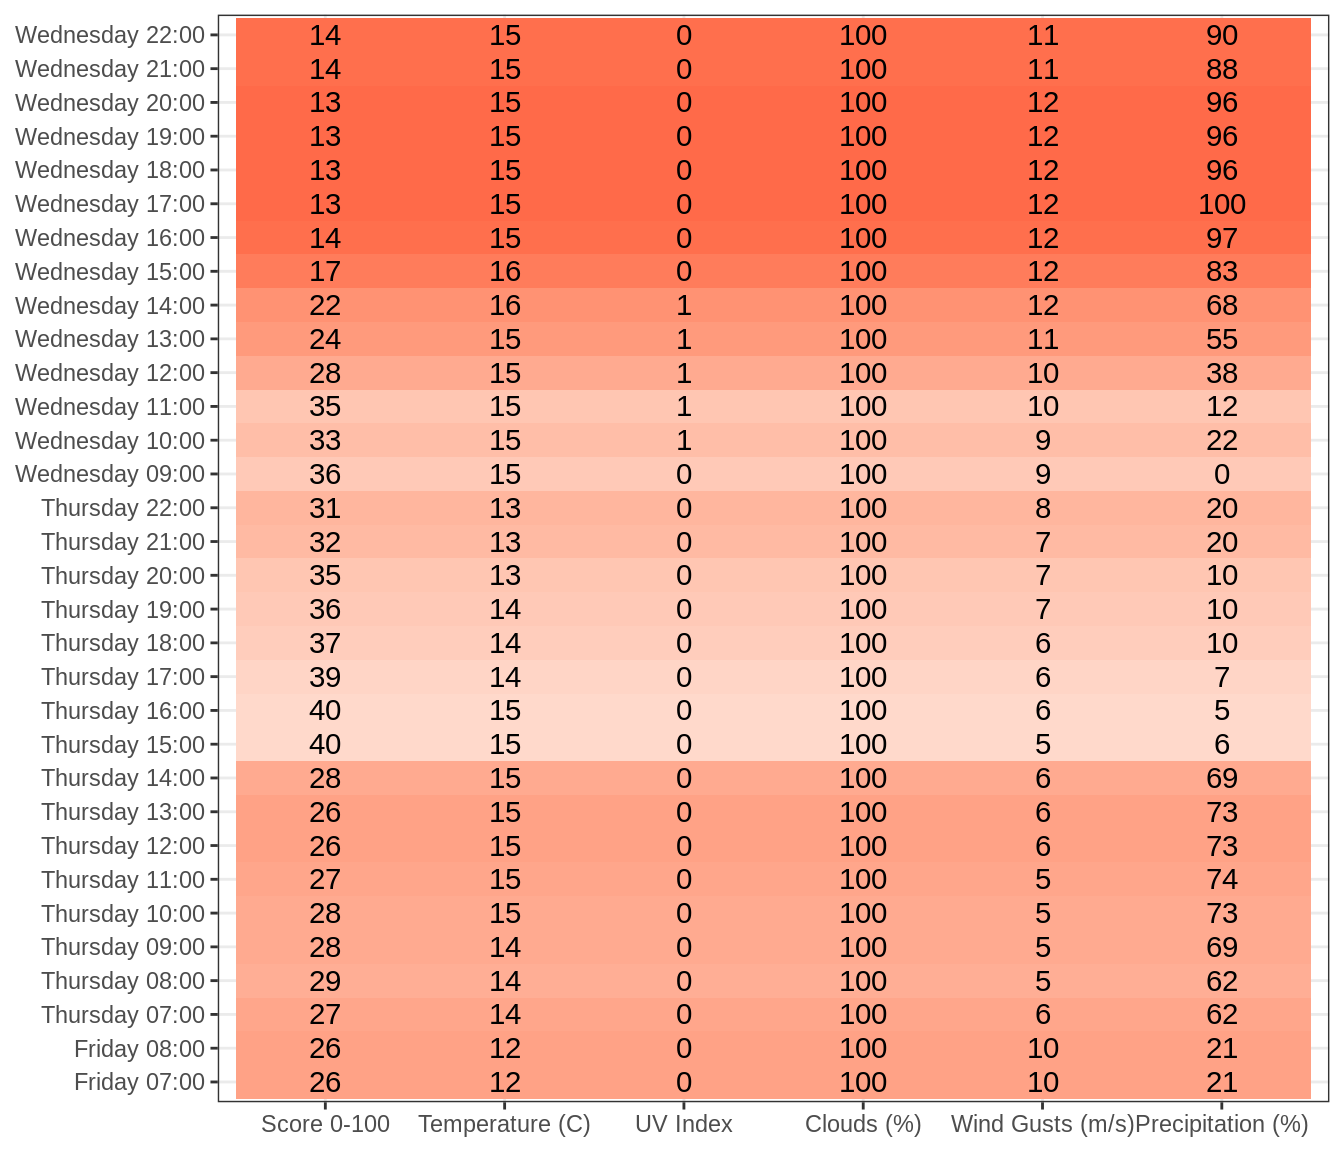 Wednesday 22:00 14 15 0 100 11 90
Wednesday 21:00 14 15 0 100 11 88
Wednesday 20:00 13 15 0 100 12 96
Wednesday 19:00 13 15 0 100 12 96
Wednesday 18:00 13 15 0 100 12 96
Wednesday 17:00 13 15 0 100 12 100
Wednesday 16:00 14 15 0 100 12 97
Wednesday 15:00 17 16 0 100 12 83
Wednesday 14:00 22 16 1 100 12 68
Wednesday 13:00 24 15 1 100 11 55
Wednesday 12:00 28 15 1 100 10 38
Wednesday 11:00 35 15 1 100 10 12
Wednesday 10:00 33 15 1 100 9 22
Wednesday 09:00 36 15 0 100 9 0
Thursday 22:00 31 13 0 100 8 20
Thursday 21:00 32 13 0 100 7 20
Thursday 20:00 35 13 0 100 7 10
Thursday 19:00 36 14 0 100 7 10
Thursday 18:00 37 14 0 100 6 10
Thursday 17:00 39 14 0 100 6 7
Thursday 16:00 40 15 0 100 6 5
Thursday 15:00 40 15 0 100 5 6
Thursday 14:00 28 15 0 100 6 69
Thursday 13:00 26 15 0 100 6 73
Thursday 12:00 26 15 0 100 6 73
Thursday 11:00 27 15 0 100 5 74
Thursday 10:00 28 15 0 100 5 73
Thursday 09:00 28 14 0 100 5 69
Thursday 08:00 29 14 0 100 5 62
Thursday 07:00 27 14 0 100 6 62
Friday 08:00 26 12 0 100 10 21
Friday 07:00 26 12 0 100 10 21
Score 0-100 Temperature (C) UV Index Clouds (%) Wind Gusts (m/s) Precipitation (%)